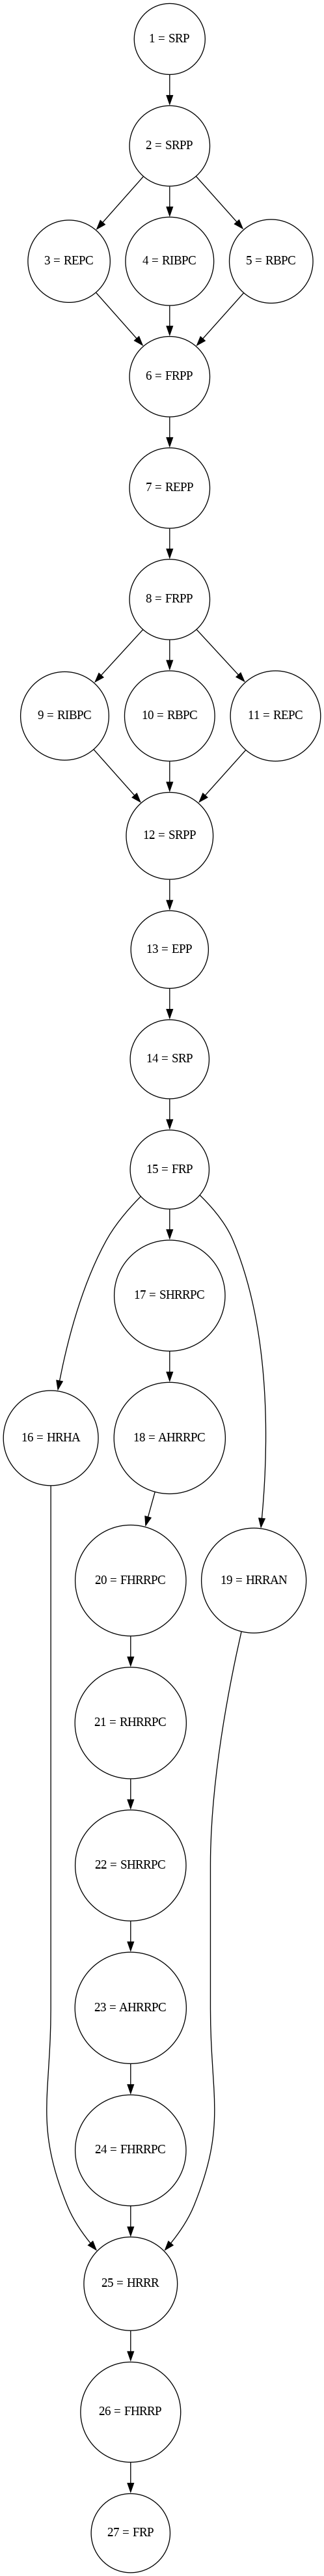 1 = SRP
2 = SRPP
3 = REPC
4 = RIBPC
5 = RBPC
6 = FRPP
7 = REPP
8 = FRPP
9 = RIBPC
10 = RBPC
11 = REPC
12 = SRPP
13 = EPP
14 = SRP
15 = FRP
17 = SHRRPC
16 = HRHA
18 = AHRRPC
20 = FHRRPC
19 = HRRAN
21 = RHRRPC
22 = SHRRPC
23 = AHRRPC
24 = FHRRPC
25 = HRRR
26 = FHRRP
27 = FRP